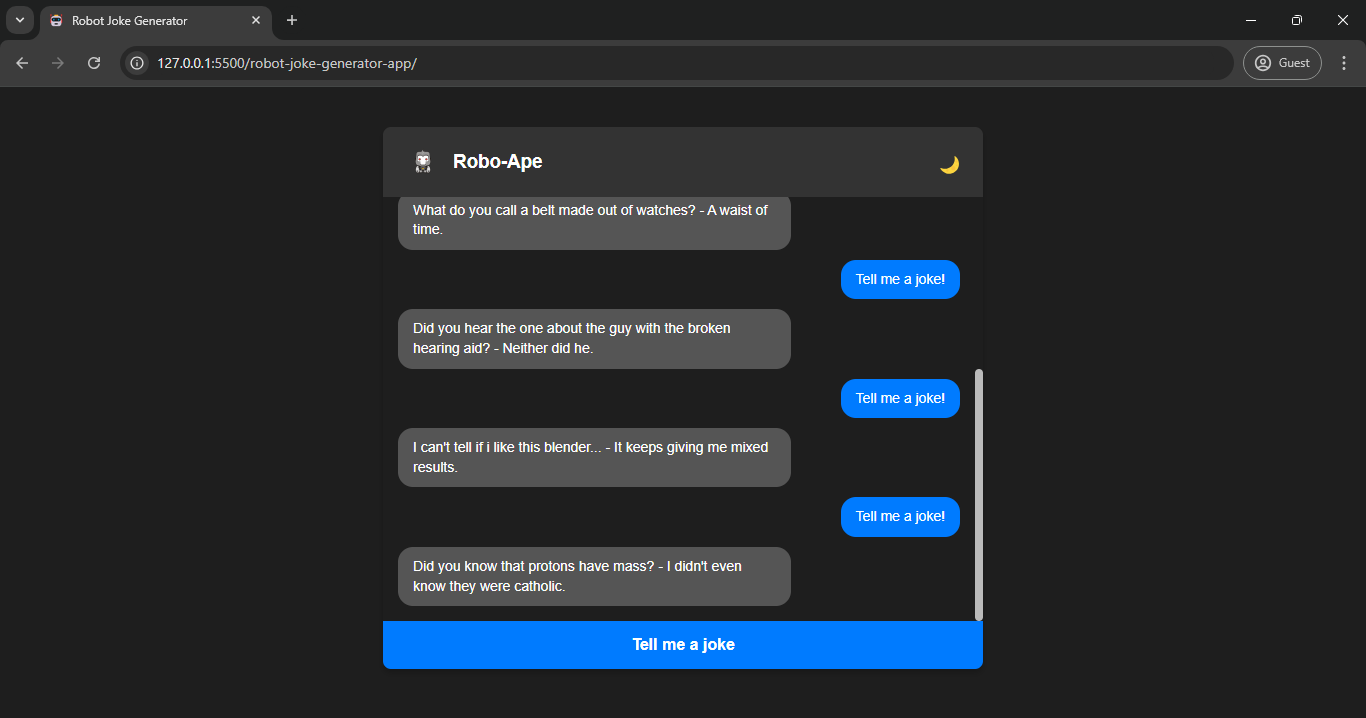 Robot Joke Generator
127.0.0.1:5500/robot-joke-generator-app/
Guest
Robo-Ape
What do you call a belt made out of watches? - A waist of
time.
Tell me a joke!
Did you hear the one about the guy with the broken
hearing aid? - Neither did he.
Tell me a joke!
I can't tell if i like this blender... - It keeps giving me mixed
results.
Tell me a joke!
Did you know that protons have mass? - I didn't even
know they were catholic.
Tell me a joke